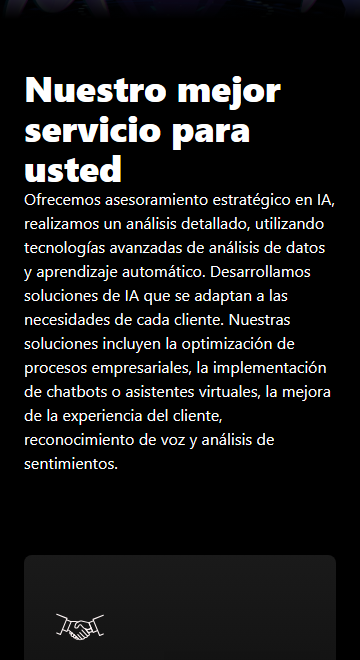 Nuestro mejor
servicio para
usted
Ofrecemos asesoramiento estratégico en IA,
realizamos un análisis detallado, utilizando
tecnologías avanzadas de análisis de datos
y aprendizaje automático. Desarrollamos
soluciones de IA que se adaptan a las
necesidades de cada cliente. Nuestras
soluciones incluyen la optimización de
procesos empresariales, la implementación
de chatbots o asistentes virtuales, la mejora
de la experiencia del cliente,
reconocimiento de voz y análisis de
sentimientos.